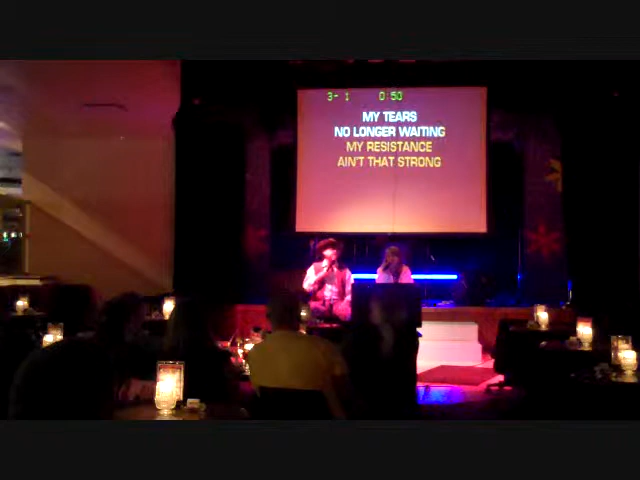 3- 1 0:50
MY TEARS
NO LONGER WAITING
MY RESISTANCE
AIN'T THAT STRONG